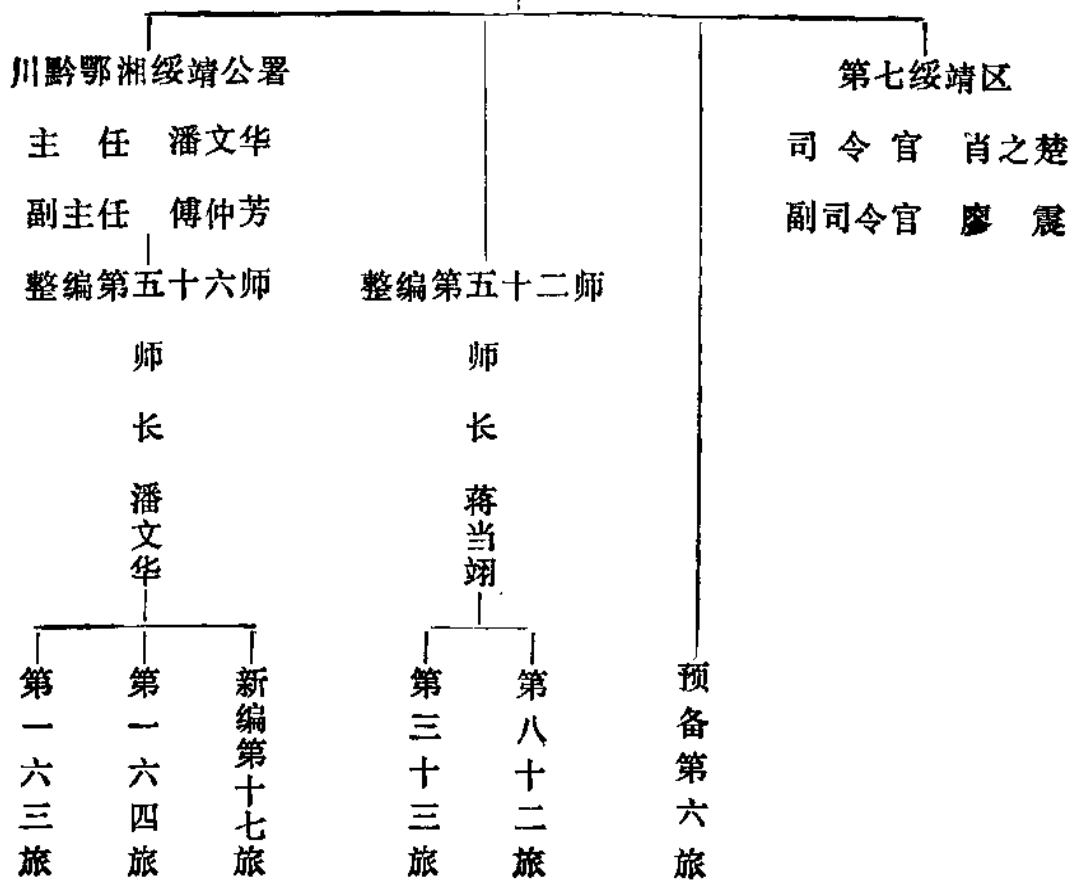 川黔鄂湘绥靖公署
主 任 潘文华
副主任 傅仲芳
整编第五十六师
师长 潘文华
第一六三旅
第一六四旅
新编第十七旅
整编第五十二师
师长 蒋当翊
第三十三旅
第八十二旅
预备第六旅
第七绥靖区
司令官 肖之楚
副司令官 廖 震